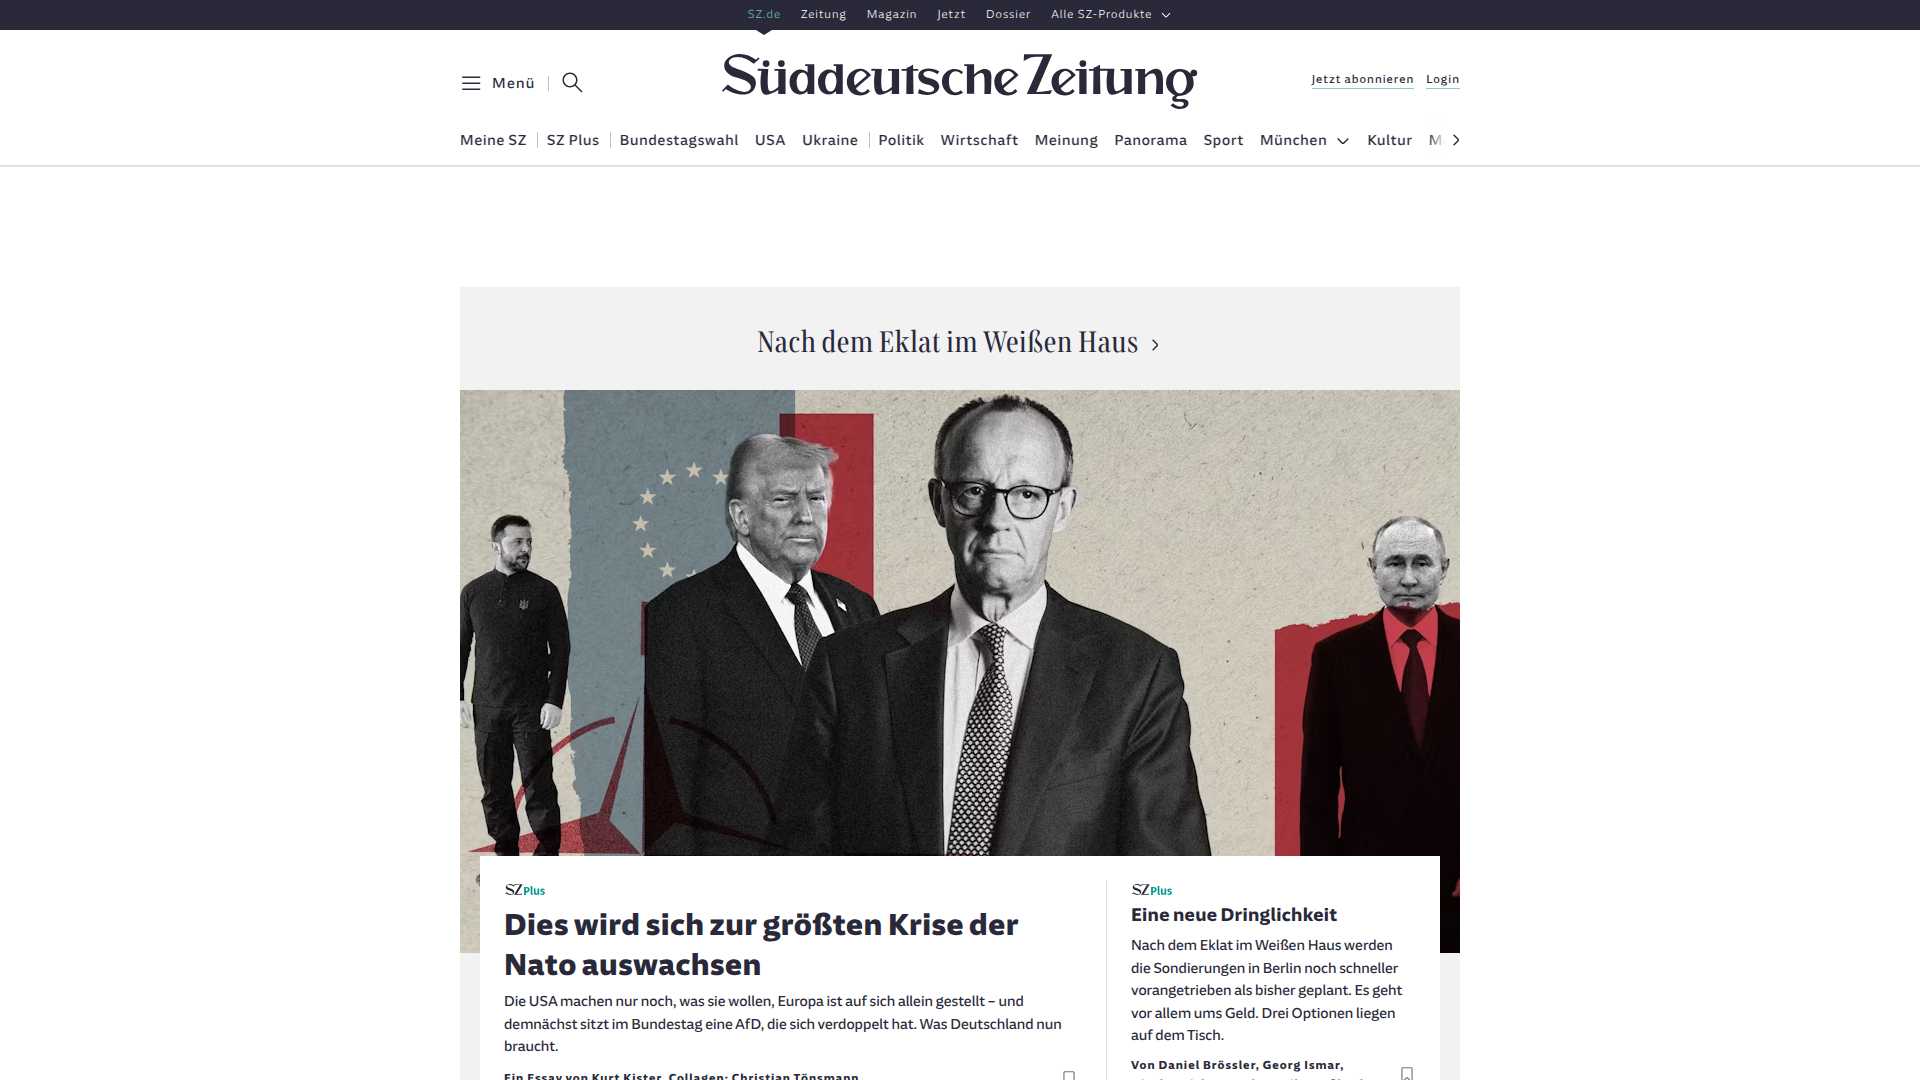 SZ.de Zeitung Magazin Jetzt Dossier Alle SZ-Produkte
Menü
Süddeutsche Zeitung
Jetzt abonnieren Login
Meine SZ SZ Plus Bundestagswahl USA Ukraine Politik Wirtschaft Meinung Panorama Sport München Kultur M
Nach dem Eklat im Weißen Haus
SZ Plus
Dies wird sich zur größten Krise der
Nato auswachsen
Die USA machen nur noch, was sie wollen, Europa ist auf sich allein gestellt – und
demnächst sitzt im Bundestag eine AfD, die sich verdoppelt hat. Was Deutschland nun
braucht.
Ein Essay von Kurt Kister, Collagen: Christian Tönsmann
SZ Plus
Eine neue Dringlichkeit
Nach dem Eklat im Weißen Haus werden
die Sondierungen in Berlin noch schneller
vorangetrieben als bisher geplant. Es geht
vor allem ums Geld. Drei Optionen liegen
auf dem Tisch.
Von Daniel Brössler, Georg Ismar,